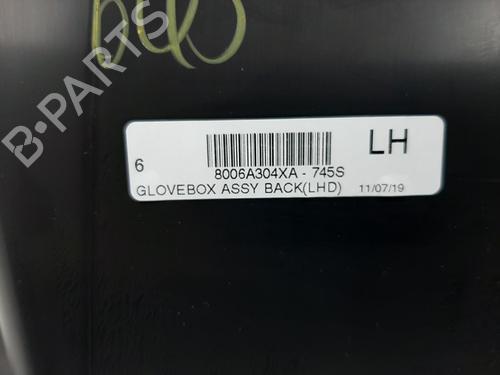 B-PARTS
LH
6
8006A304XA - 745S
GLOVEBOX ASSY BACK(LHD) 11/07/19